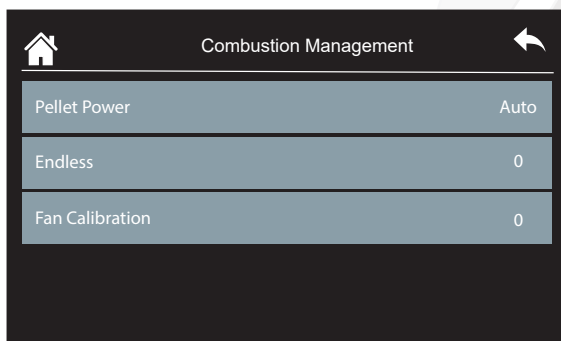 Combustion Management
Pellet Power Auto
Endless 0
Fan Calibration 0